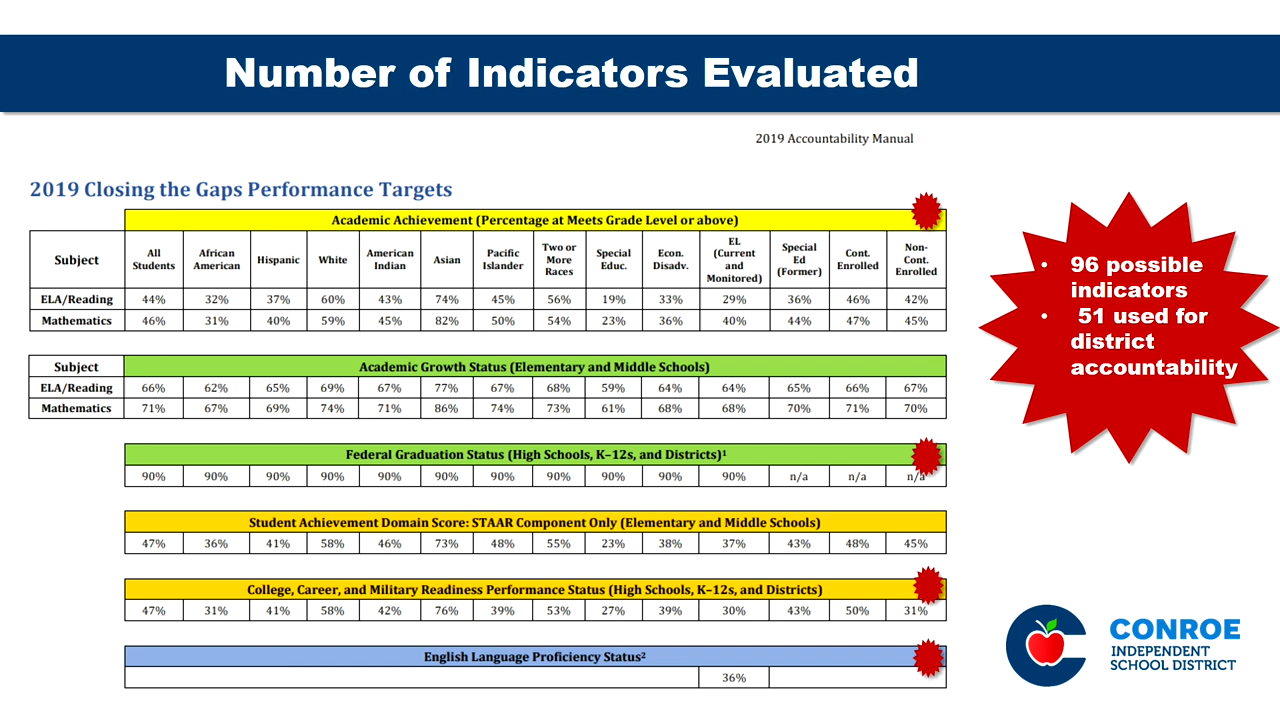 Number of Indicators Evaluated
2019 Accountability Manual
2019 Closing the Gaps Performance Targets
Academic Achievement (Percentage at Meets Grade Level or above)
Subject All Students African American Hispanic White American Indian Asian Pacific Islander Two or More Races Special Educ. Econ. Disadv. EL (Current and Monitored) Special Ed (Former) Cont. Enrolled Non-Cont. Enrolled
ELA/Reading 44% 32% 37% 60% 43% 74% 45% 56% 19% 33% 29% 36% 46% 42%
Mathematics 46% 31% 40% 59% 45% 82% 50% 54% 23% 36% 40% 44% 47% 45%
Subject Academic Growth Status (Elementary and Middle Schools)
ELA/Reading 66% 62% 65% 69% 67% 77% 67% 68% 59% 64% 64% 65% 66% 67%
Mathematics 71% 67% 69% 74% 71% 86% 74% 73% 61% 68% 68% 70% 71% 70%
Federal Graduation Status (High Schools, K–12s, and Districts)¹
90% 90% 90% 90% 90% 90% 90% 90% 90% 90% 90% n/a n/a n/a
Student Achievement Domain Score: STAAR Component Only (Elementary and Middle Schools)
47% 36% 41% 58% 46% 73% 48% 55% 23% 38% 37% 43% 48% 45%
College, Career, and Military Readiness Performance Status (High Schools, K–12s, and Districts)
47% 31% 41% 58% 42% 76% 39% 53% 27% 39% 30% 43% 50% 31%
English Language Proficiency Status²
36%
• 96 possible
indicators
• 51 used for
district
accountability
CONROE
INDEPENDENT
SCHOOL DISTRICT